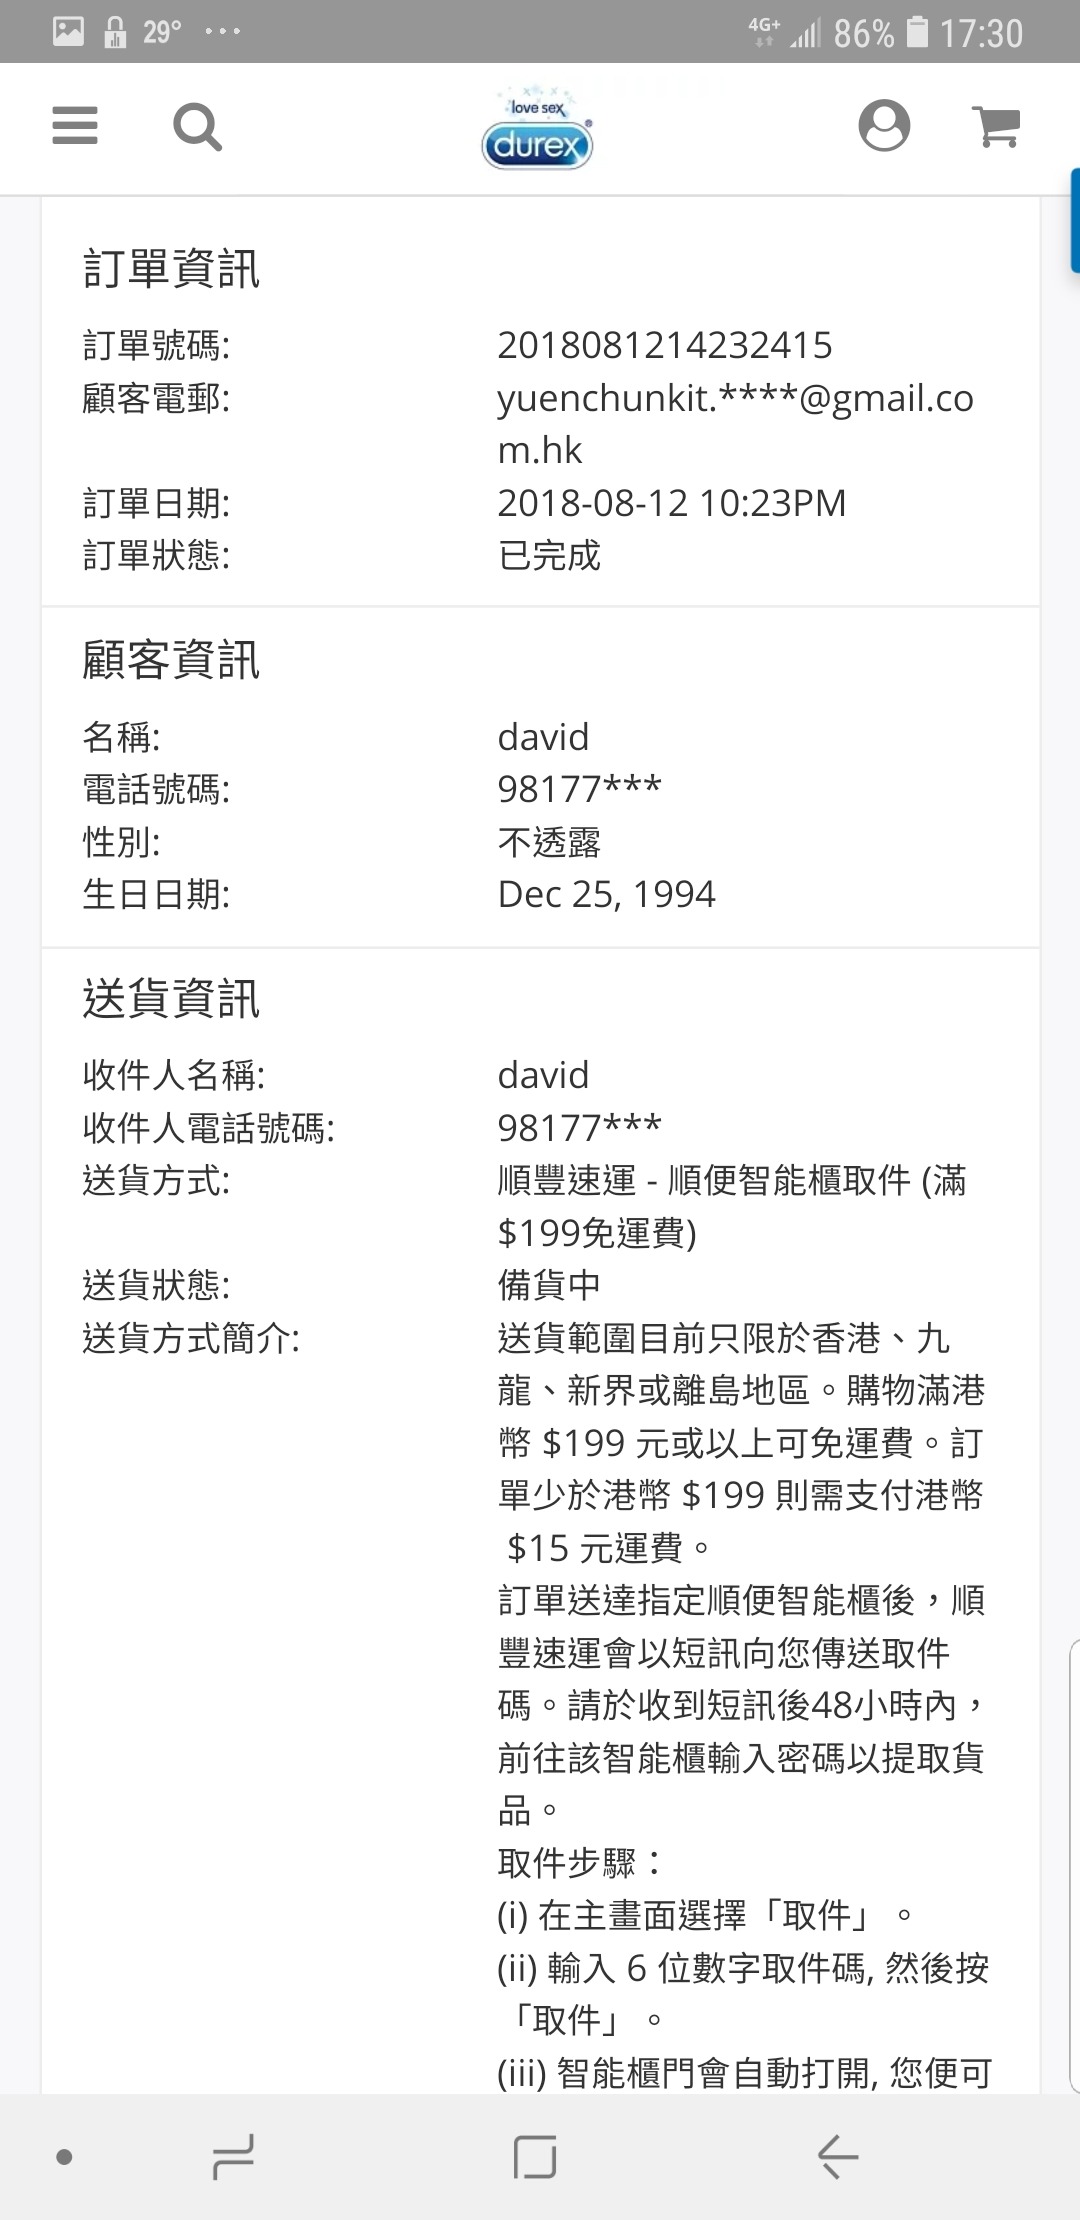 29°
4G+
86%
17:30
love sex
durex
訂單資訊
訂單號碼: 2018081214232415
顧客電郵: yuenchunkit.****@gmail.co
m.hk
訂單日期: 2018-08-12 10:23PM
訂單狀態: 已完成
顧客資訊
名稱: david
電話號碼: 98177***
性別: 不透露
生日日期: Dec 25, 1994
送貨資訊
收件人名稱: david
收件人電話號碼: 98177***
送貨方式: 順豐速運 - 順便智能櫃取件 (滿
$199免運費)
送貨狀態: 備貨中
送貨方式簡介: 送貨範圍目前只限於香港、九
龍、新界或離島地區。購物滿港
幣 $199 元或以上可免運費。訂
單少於港幣 $199 則需支付港幣
$15 元運費。
訂單送達指定順便智能櫃後，順
豐速運會以短訊向您傳送取件
碼。請於收到短訊後48小時內，
前往該智能櫃輸入密碼以提取貨
品。
取件步驟：
(i) 在主畫面選擇「取件」。
(ii) 輸入 6 位數字取件碼, 然後按
「取件」。
(iii) 智能櫃門會自動打開, 您便可